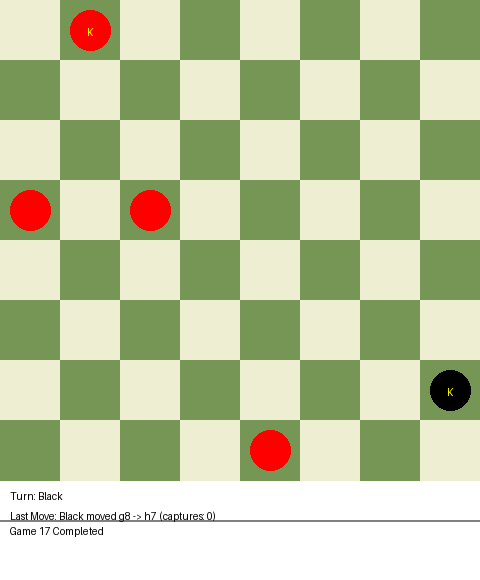 K
K
Turn: Black
Last Move: Black moved g8 -> h7 (captures: 0)
Game 17 Completed